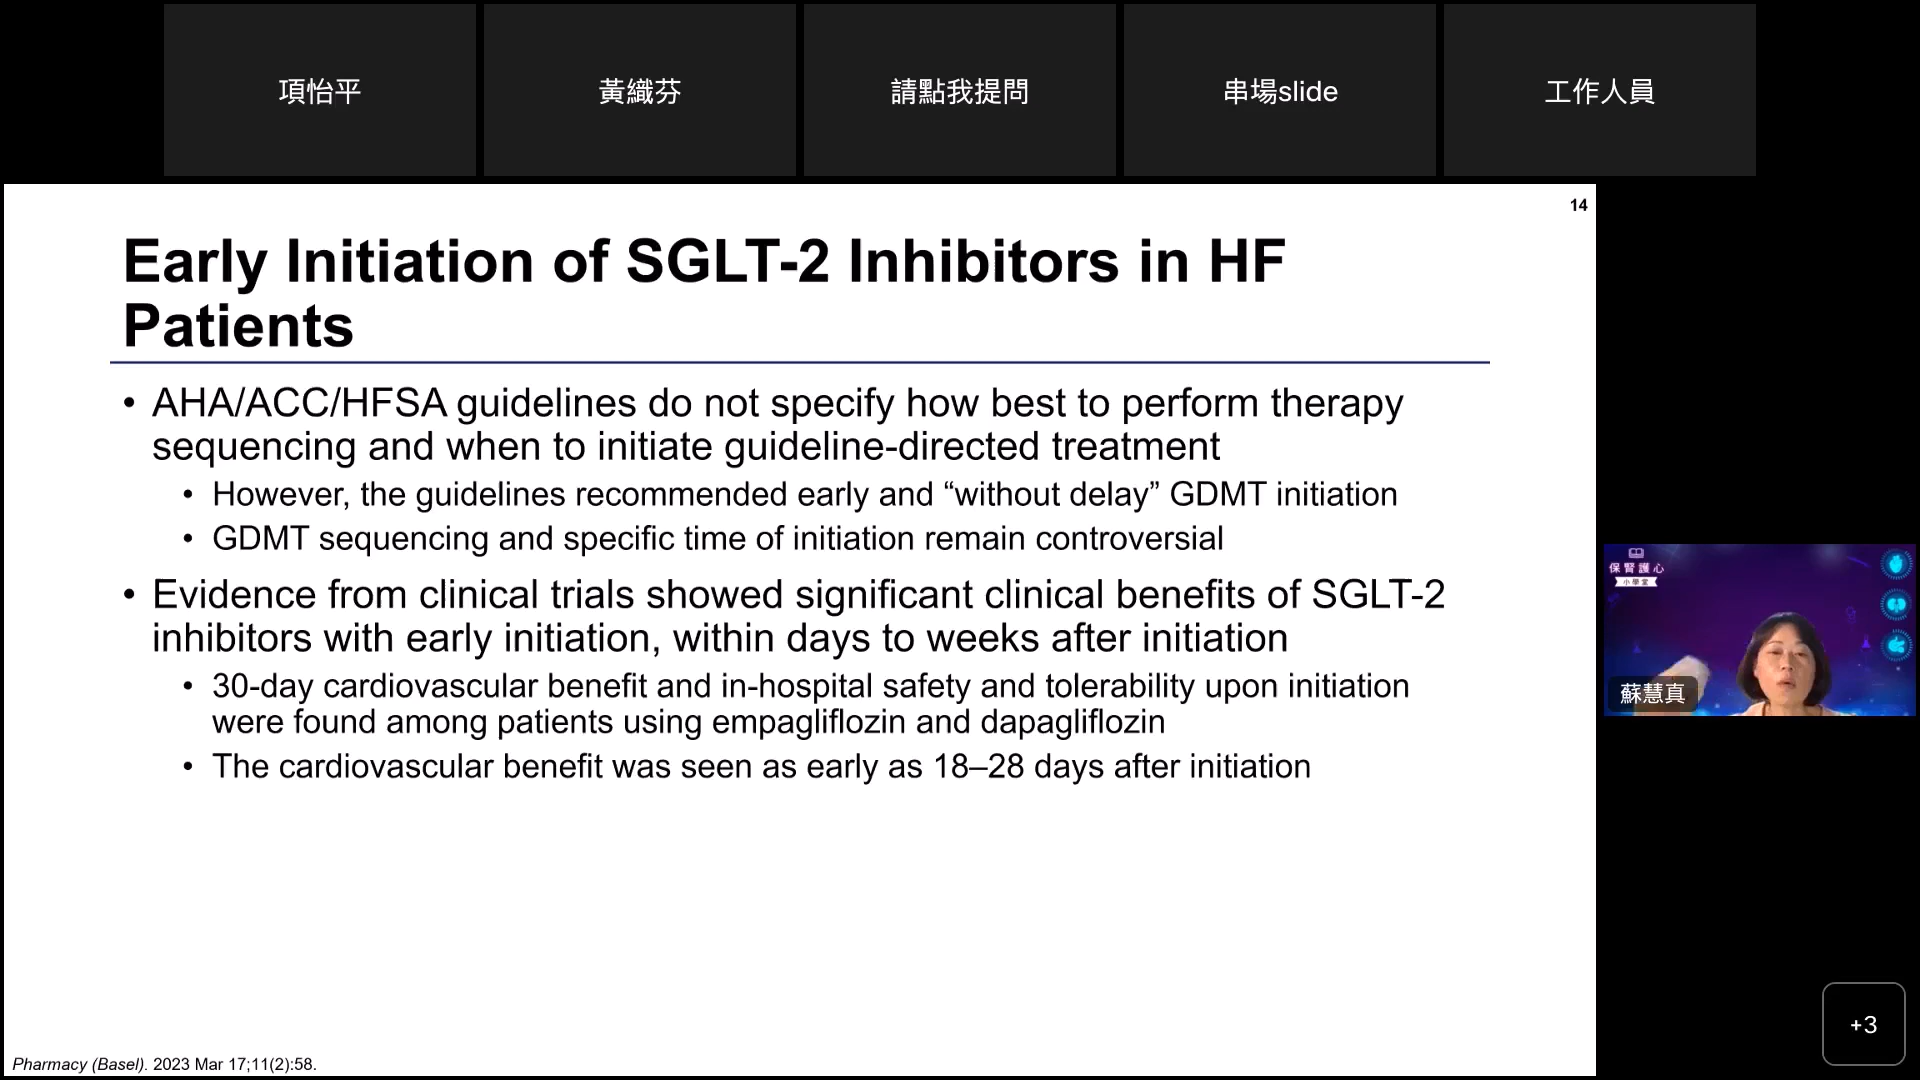 項怡平
黃織芬
請點我提問
串場slide
工作人員
14
Early Initiation of SGLT-2 Inhibitors in HF
Patients
• AHA/ACC/HFSA guidelines do not specify how best to perform therapy
sequencing and when to initiate guideline-directed treatment
• However, the guidelines recommended early and “without delay” GDMT initiation
• GDMT sequencing and specific time of initiation remain controversial
• Evidence from clinical trials showed significant clinical benefits of SGLT-2
inhibitors with early initiation, within days to weeks after initiation
• 30-day cardiovascular benefit and in-hospital safety and tolerability upon initiation
were found among patients using empagliflozin and dapagliflozin
• The cardiovascular benefit was seen as early as 18–28 days after initiation
Pharmacy (Basel). 2023 Mar 17;11(2):58.
保腎護心
小學堂
蘇慧真
+3